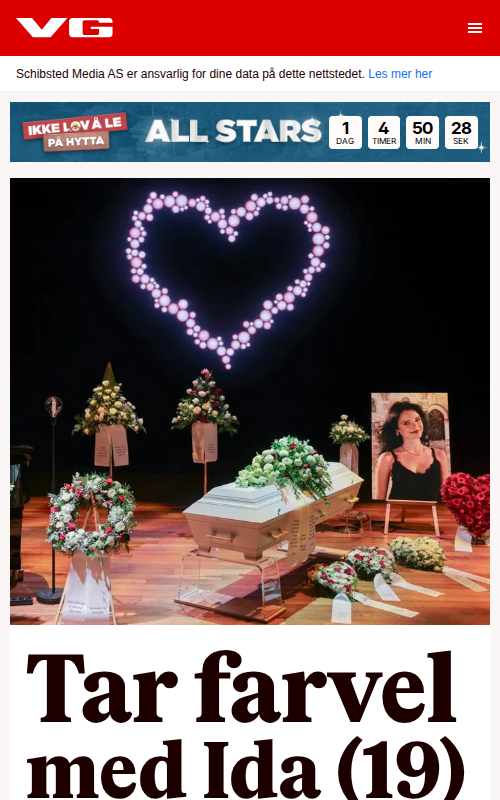 VG
Schibsted Media AS er ansvarlig for dine data på dette nettstedet. Les mer her
IKKE LOV Å LE
PÅ HYTTA
ALL STARS
1
DAG
4
TIMER
50
MIN
28
SEK
Tar farvel
med Ida (19)